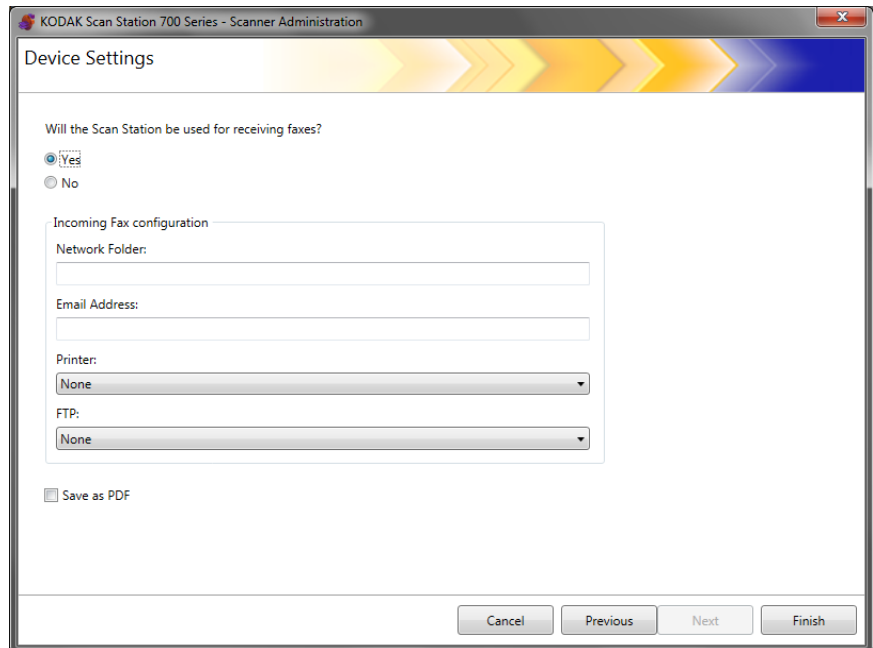 KODAK Scan Station 700 Series - Scanner Administration
Device Settings
Will the Scan Station be used for receiving faxes?
Yes
No
Incoming Fax configuration
Network Folder:
Email Address:
Printer:
None
FTP:
None
Save as PDF
Cancel Previous Next Finish